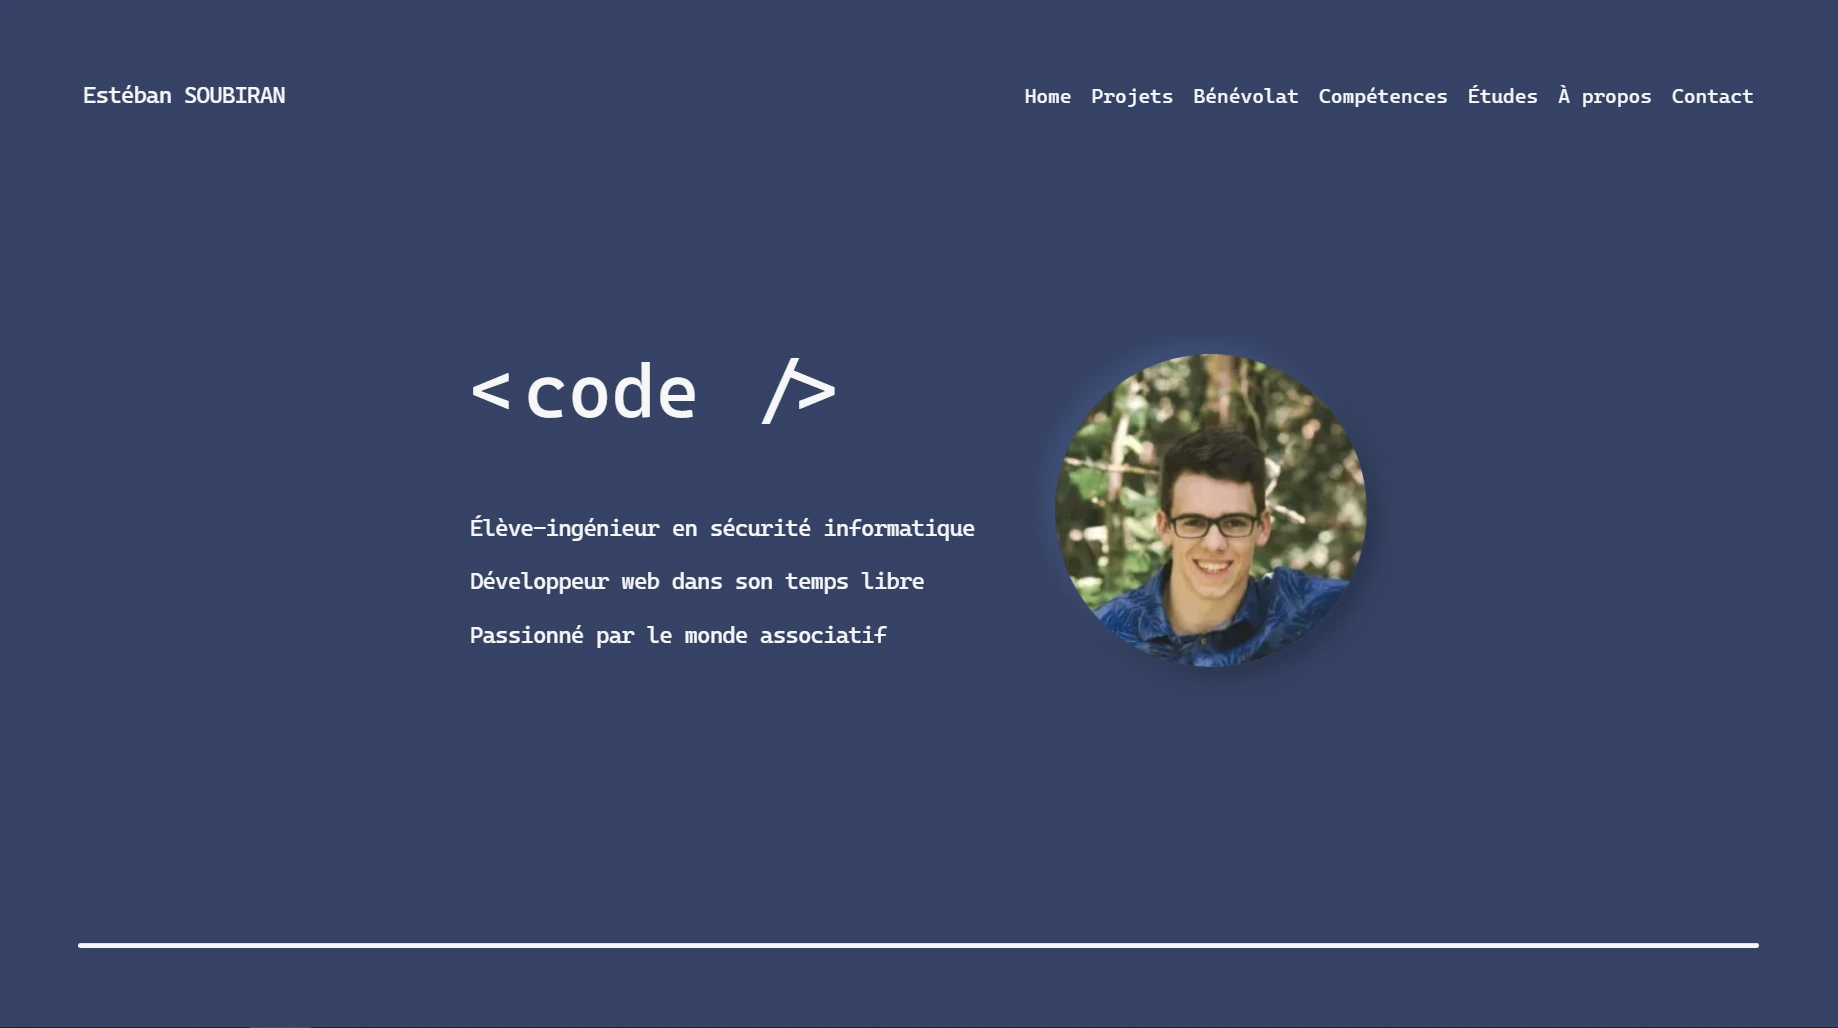 Estéban SOUBIRAN
Home Projets Bénévolat Compétences Études À propos Contact
<code />
Élève-ingénieur en sécurité informatique
Développeur web dans son temps libre
Passionné par le monde associatif